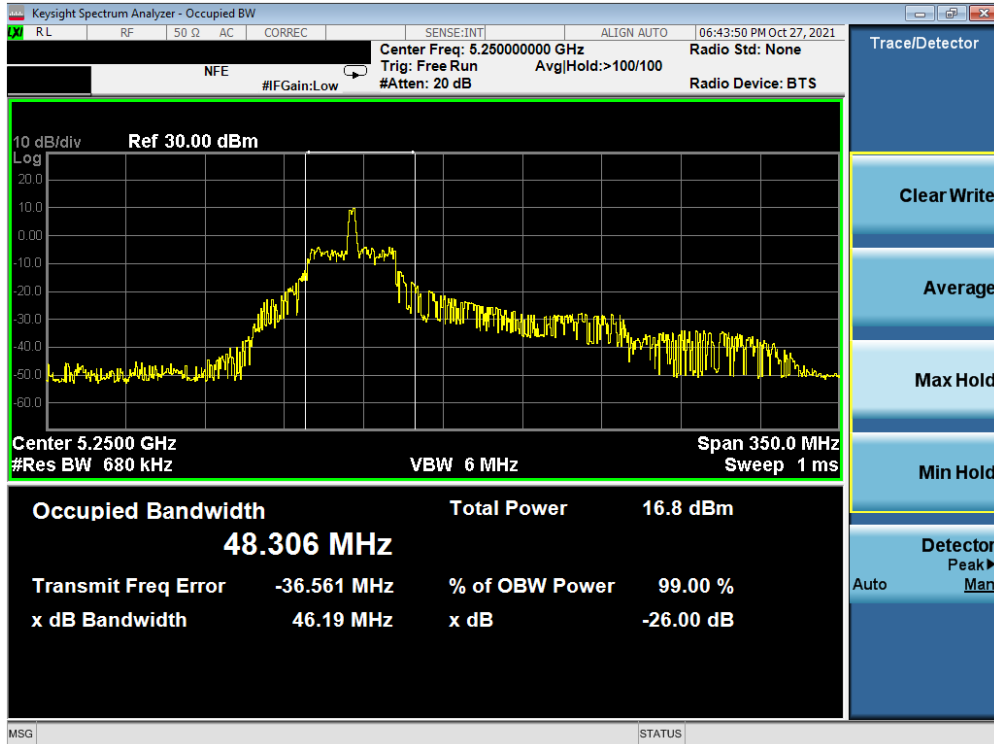 Keysight Spectrum Analyzer - Occupied BW
LXI RL RF 50 Ω AC CORREC SENSE:INT ALIGN AUTO 06:43:50 PM Oct 27, 2021
Center Freq: 5.250000000 GHz Radio Std: None
NFE Trig: Free Run Avg|Hold:>100/100
#IFGain:Low #Atten: 20 dB Radio Device: BTS
10 dB/div Ref 30.00 dBm
Log
20.0
10.0
0.00
-10.0
-20.0
-30.0
-40.0
-50.0
-60.0
Center 5.2500 GHz Span 350.0 MHz
#Res BW 680 kHz VBW 6 MHz Sweep 1 ms
Occupied Bandwidth Total Power 16.8 dBm
48.306 MHz
Transmit Freq Error -36.561 MHz % of OBW Power 99.00 %
x dB Bandwidth 46.19 MHz x dB -26.00 dB
MSG STATUS
Trace/Detector
Clear Write
Average
Max Hold
Min Hold
Detector
Peak▶
Auto Man